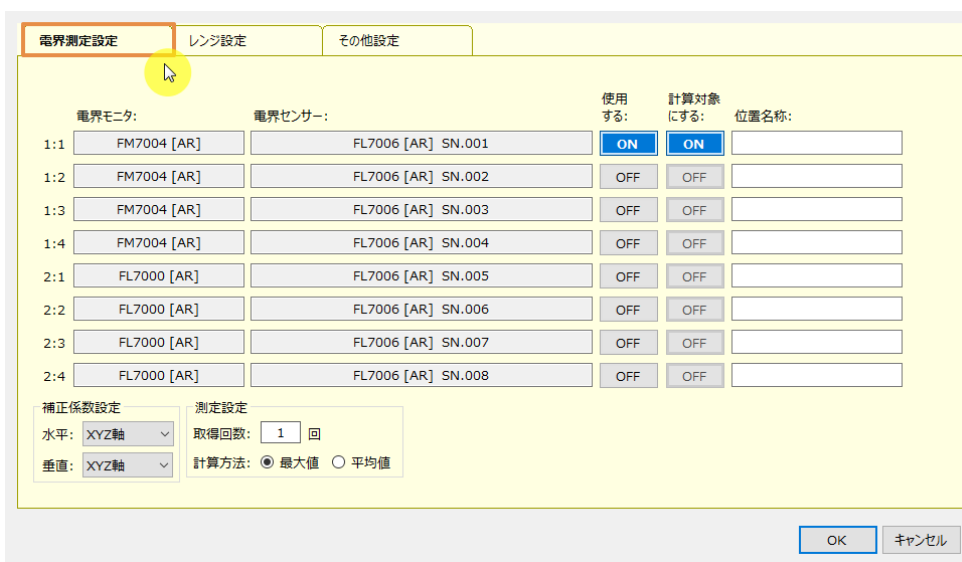 電界測定設定 レンジ設定 その他設定
使用 計算対象
電界モニタ: 電界センサー: する: にする: 位置名称:
1:1 FM7004 [AR] FL7006 [AR] SN.001 ON ON
1:2 FM7004 [AR] FL7006 [AR] SN.002 OFF OFF
1:3 FM7004 [AR] FL7006 [AR] SN.003 OFF OFF
1:4 FM7004 [AR] FL7006 [AR] SN.004 OFF OFF
2:1 FL7000 [AR] FL7006 [AR] SN.005 OFF OFF
2:2 FL7000 [AR] FL7006 [AR] SN.006 OFF OFF
2:3 FL7000 [AR] FL7006 [AR] SN.007 OFF OFF
2:4 FL7000 [AR] FL7006 [AR] SN.008 OFF OFF
補正係数設定 測定設定
水平: XYZ軸 取得回数: 1 回
垂直: XYZ軸 計算方法: 最大値 平均値
OK キャンセル